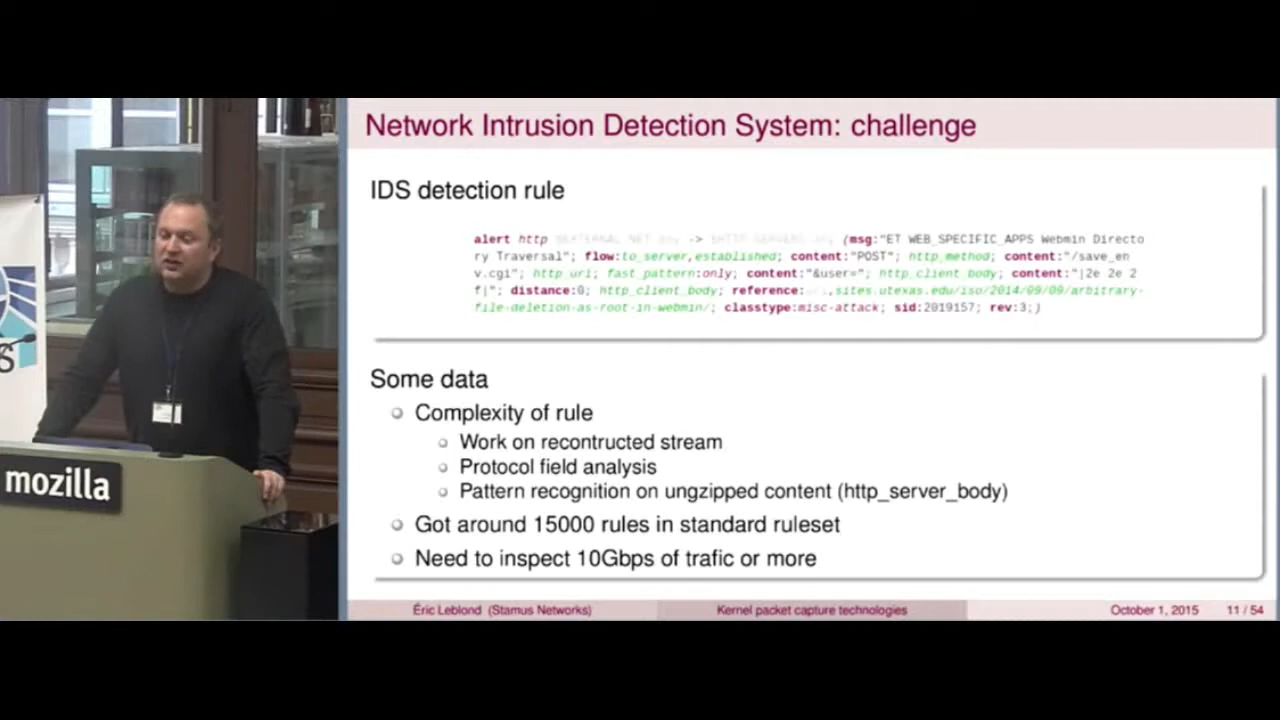 Network Intrusion Detection System: challenge
IDS detection rule
alert http $EXTERNAL_NET any -> $HTTP_SERVERS any (msg:"ET WEB_SPECIFIC_APPS Webmin Directo
ry Traversal"; flow:to_server,established; content:"POST"; http_method; content:"/save_en
v.cgi"; http_uri; fast_pattern:only; content:"&user="; http_client_body; content:"|2e 2e 2
f|"; distance:0; http_client_body; reference: ,sites.utexas.edu/iso/2014/09/09/arbitrary-
file-deletion-as-root-in-webmin/; classtype:misc-attack; sid:2019157; rev:3;)
Some data
Complexity of rule
Work on recontructed stream
Protocol field analysis
Pattern recognition on ungzipped content (http_server_body)
Got around 15000 rules in standard ruleset
Need to inspect 10Gbps of trafic or more
Éric Leblond (Stamus Networks) Kernel packet capture technologies October 1, 2015 11 / 54
mozilla
S